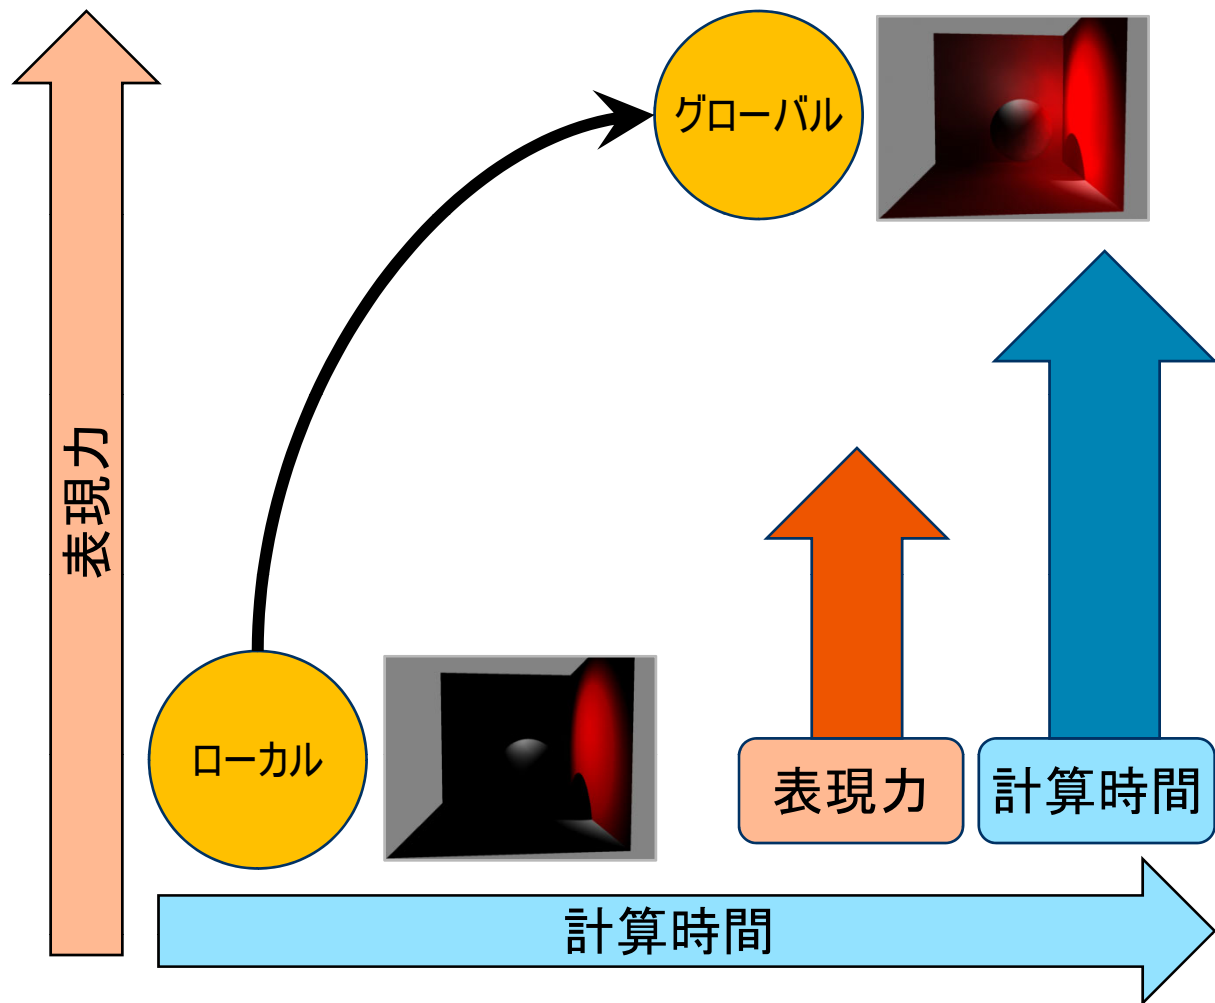 グローバル
表現力
ローカル
表現力
計算時間
計算時間